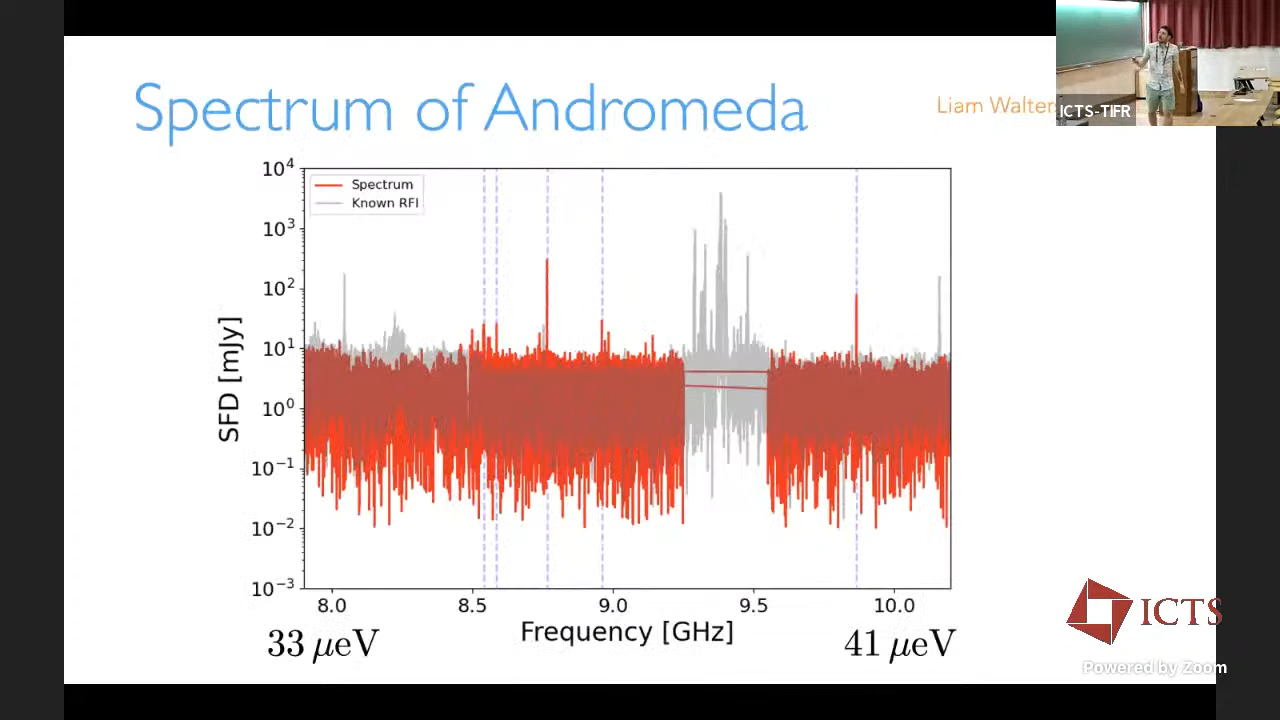 Spectrum of Andromeda
Liam Walter
ICTS-TIFR
Spectrum
Known RFI
10⁴
10³
10²
10¹
10⁰
10⁻¹
10⁻²
10⁻³
SFD [mJy]
8.0 8.5 9.0 9.5 10.0
Frequency [GHz]
33 μeV
41 μeV
ICTS
Powered by Zoom